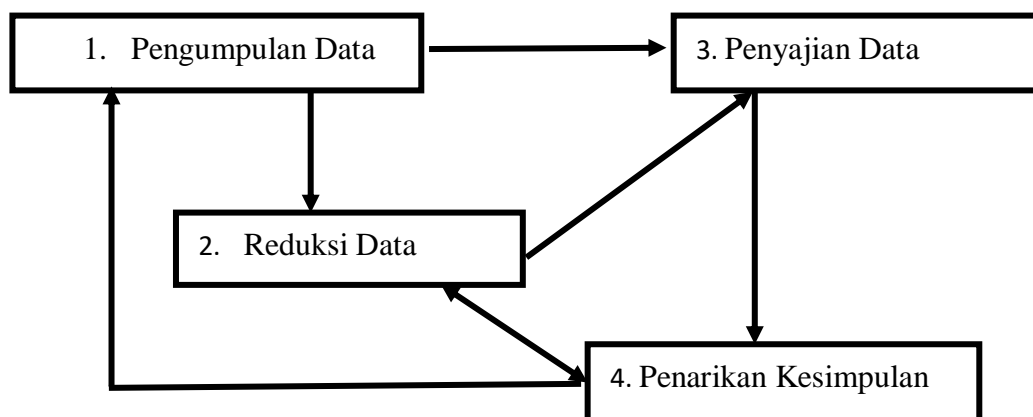 1. Pengumpulan Data
3. Penyajian Data
2. Reduksi Data
4. Penarikan Kesimpulan